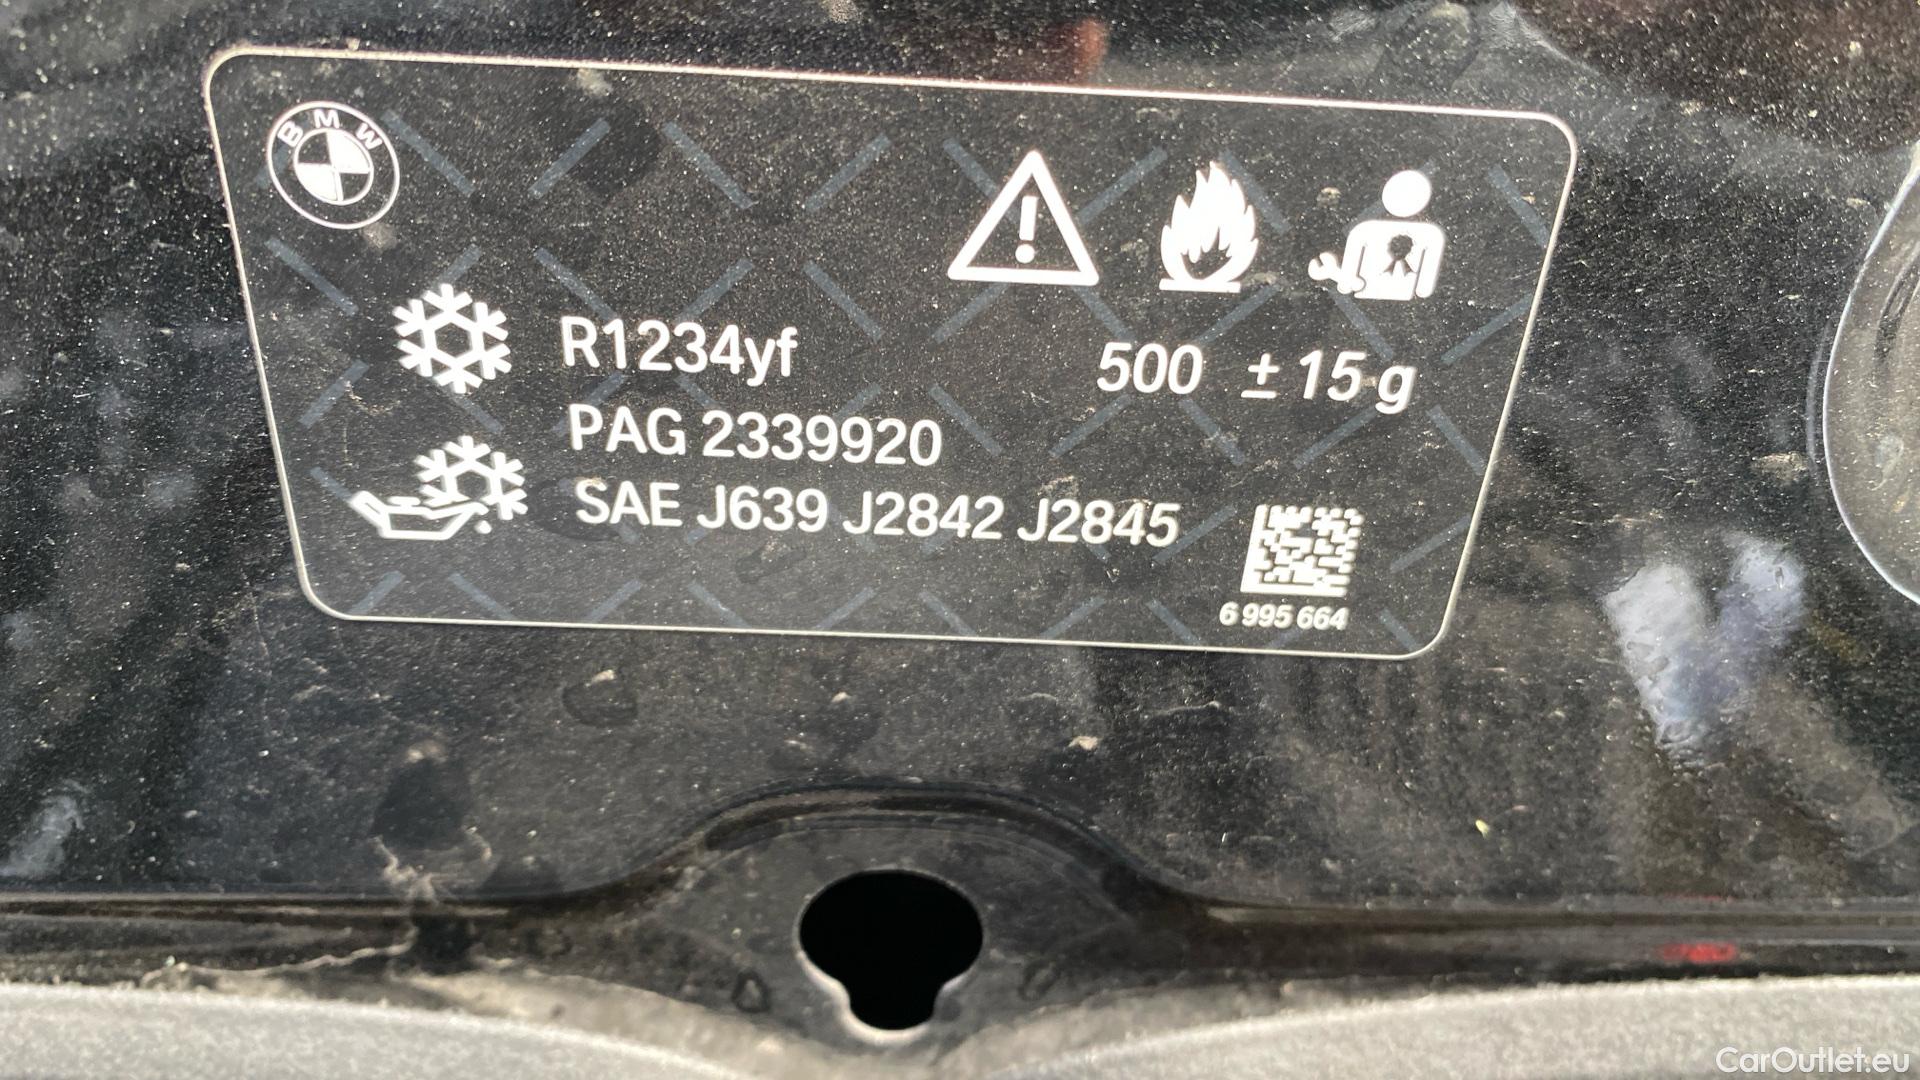 BMW
R1234yf
500 ± 15 g
PAG 2339920
SAE J639 J2842 J2845
6 995 664
CarOutlet.eu